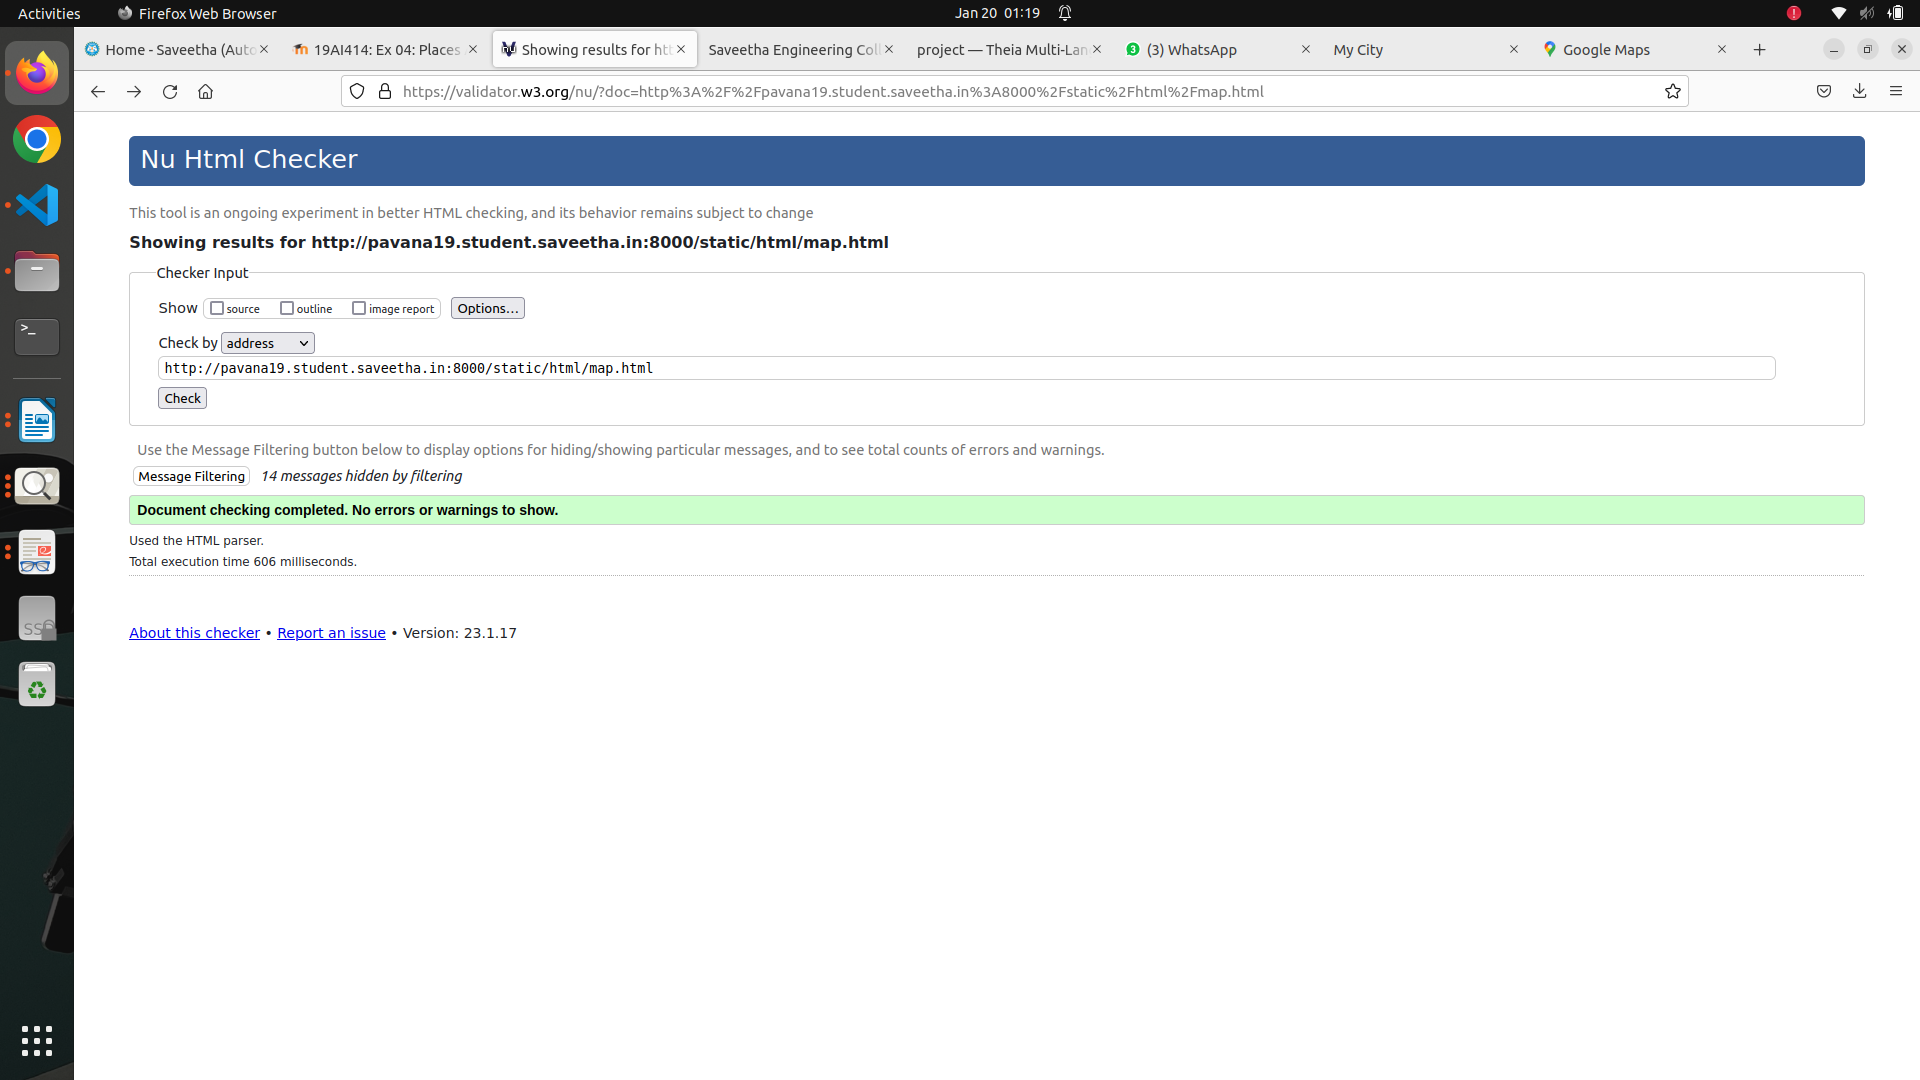 Activities
Firefox Web Browser
Jan 20 01:19
Home - Saveetha (Auto
19AI414: Ex 04: Places
Showing results for htt
Saveetha Engineering Coll
project — Theia Multi-Lan
3
(3) WhatsApp
My City
Google Maps
https://validator.w3.org/nu/?doc=http%3A%2F%2Fpavana19.student.saveetha.in%3A8000%2Fstatic%2Fhtml%2Fmap.html
Nu Html Checker
This tool is an ongoing experiment in better HTML checking, and its behavior remains subject to change
Showing results for http://pavana19.student.saveetha.in:8000/static/html/map.html
Checker Input
Show source outline image report Options...
Check by address
http://pavana19.student.saveetha.in:8000/static/html/map.html
Check
Use the Message Filtering button below to display options for hiding/showing particular messages, and to see total counts of errors and warnings.
Message Filtering 14 messages hidden by filtering
Document checking completed. No errors or warnings to show.
Used the HTML parser.
Total execution time 606 milliseconds.
About this checker • Report an issue • Version: 23.1.17
>_